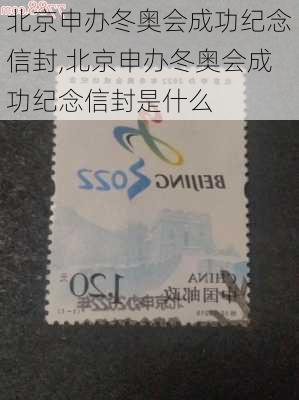 北京申办冬奥会成功纪念
信封,北京申办冬奥会成
功纪念信封是什么
BEIJING
2022
1.20
元
CHINA
中国邮政